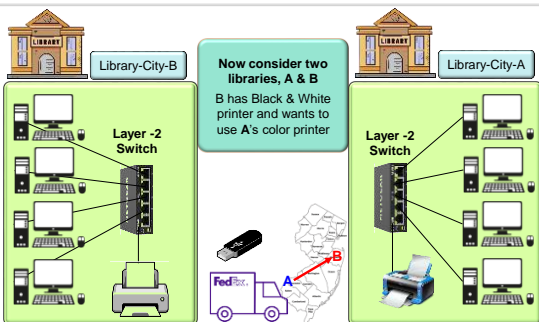 LIBRARY
Library-City-B
Now consider two
libraries, A & B
B has Black & White
printer and wants to
use A's color printer
LIBRARY
Library-City-A
Layer -2
Switch
Layer -2
Switch
NETGEAR
FedEx
A
B